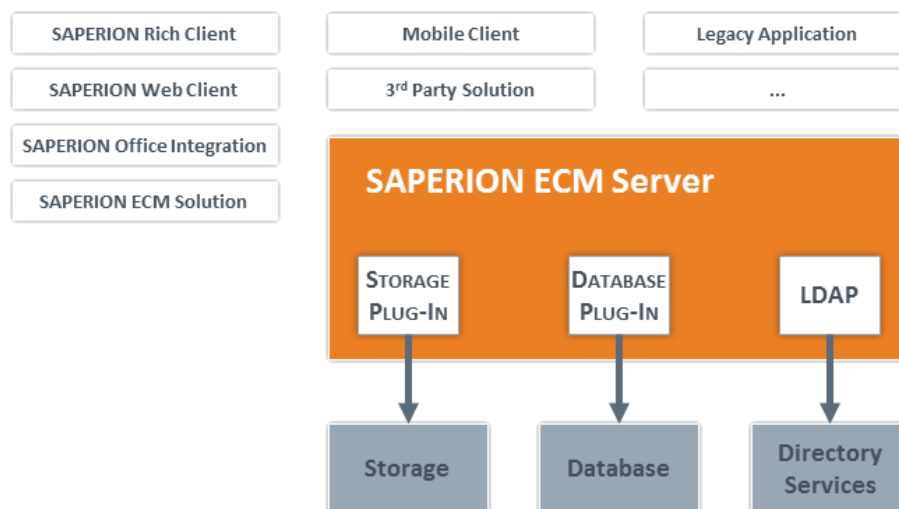 SAPERION Rich Client
Mobile Client
Legacy Application
SAPERION Web Client
3rd Party Solution
...
SAPERION Office Integration
SAPERION ECM Solution
SAPERION ECM Server
STORAGE
PLUG-IN
DATABASE
PLUG-IN
LDAP
Storage
Database
Directory
Services